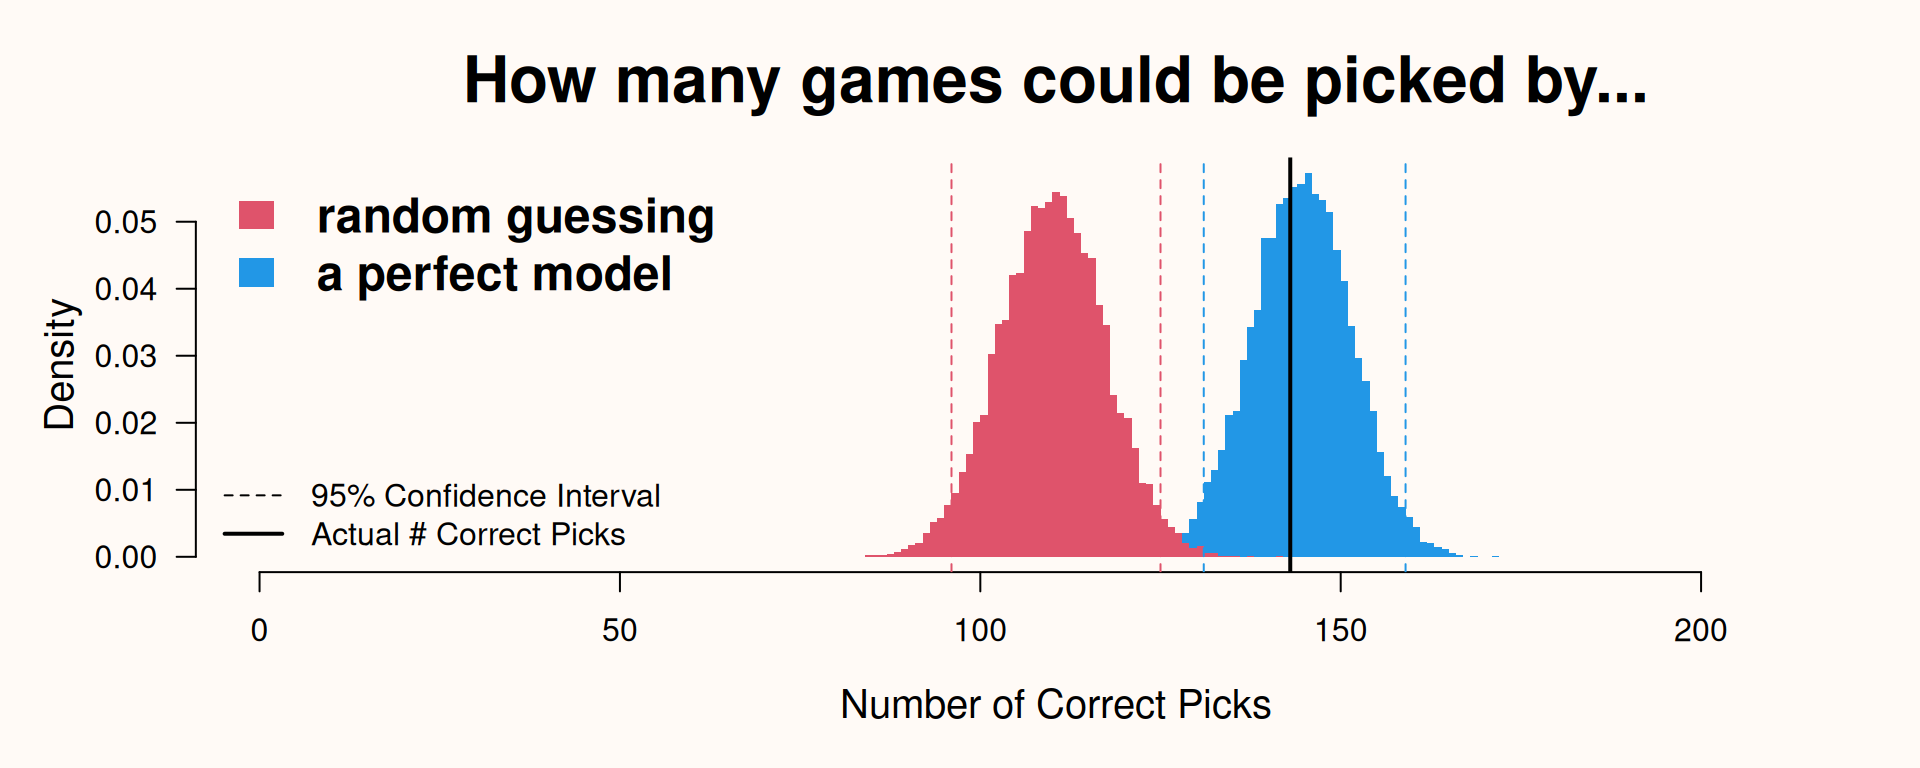 How many games could be picked by...
random guessing
a perfect model
0.05
0.04
0.03
0.02
0.01
0.00
Density
95% Confidence Interval
Actual # Correct Picks
0 50 100 150 200
Number of Correct Picks